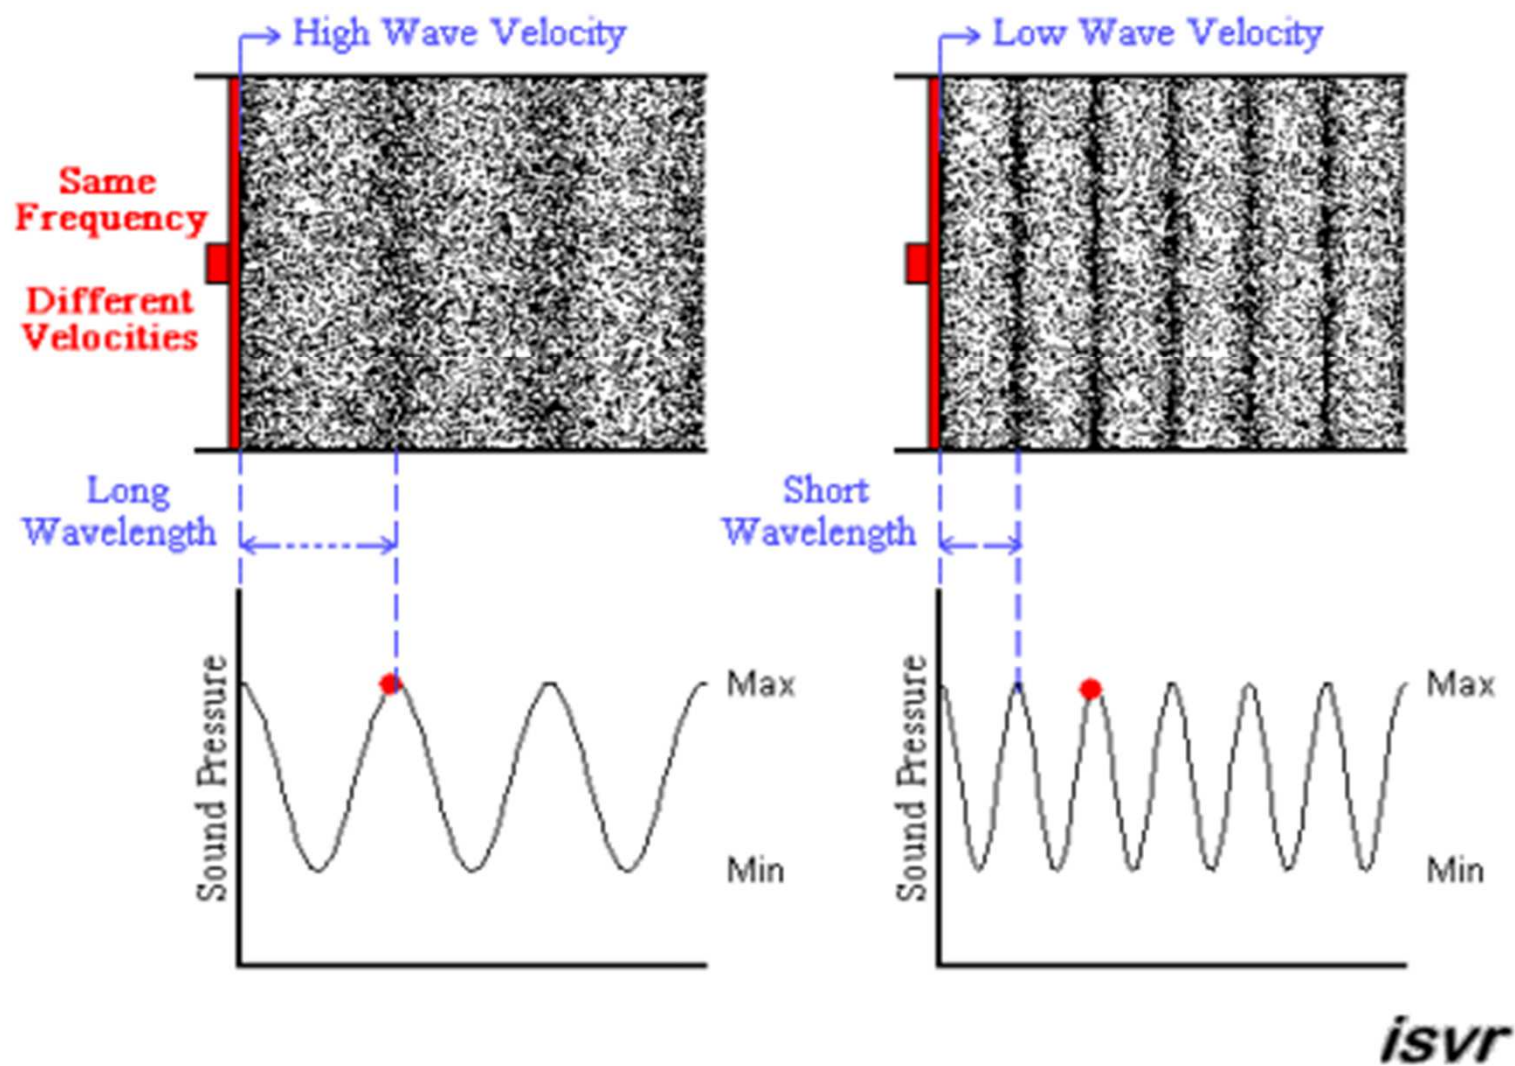 High Wave Velocity
Low Wave Velocity
Same
Frequency
Different
Velocities
Long
Wavelength
Short
Wavelength
Sound Pressure
Max
Min
Sound Pressure
Max
Min
isvr